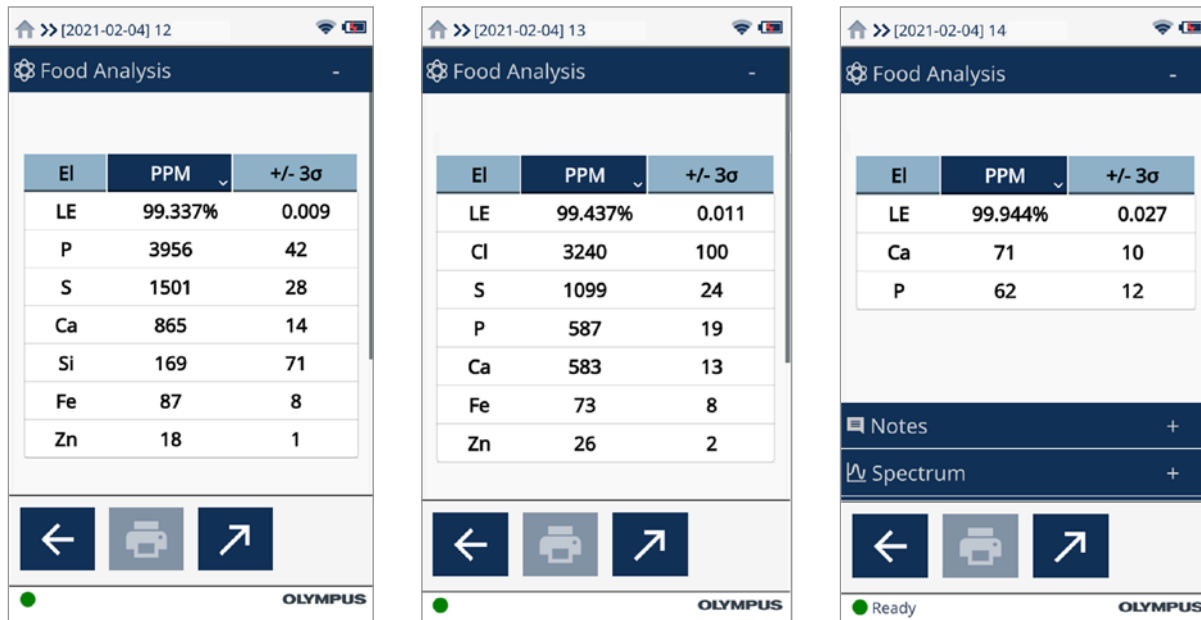 >> [2021-02-04] 12
Food Analysis -
El PPM +/- 3σ
LE 99.337% 0.009
P 3956 42
S 1501 28
Ca 865 14
Si 169 71
Fe 87 8
Zn 18 1
OLYMPUS
>> [2021-02-04] 13
Food Analysis -
El PPM +/- 3σ
LE 99.437% 0.011
Cl 3240 100
S 1099 24
P 587 19
Ca 583 13
Fe 73 8
Zn 26 2
OLYMPUS
>> [2021-02-04] 14
Food Analysis -
El PPM +/- 3σ
LE 99.944% 0.027
Ca 71 10
P 62 12
Notes +
Spectrum +
Ready OLYMPUS